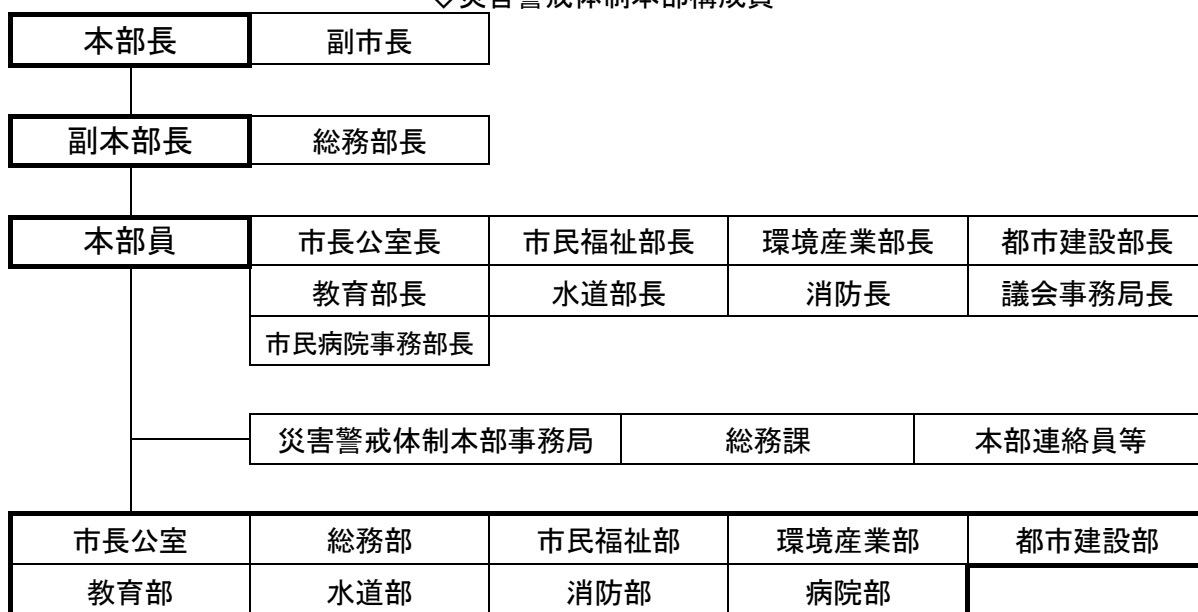 ◇災害警戒体制本部構成員
本部長 副市長
副本部長 総務部長
本部員 市長公室長 市民福祉部長 環境産業部長 都市建設部長
教育部長 水道部長 消防長 議会事務局長
市民病院事務部長
災害警戒体制本部事務局 総務課 本部連絡員等
市長公室 総務部 市民福祉部 環境産業部 都市建設部
教育部 水道部 消防部 病院部